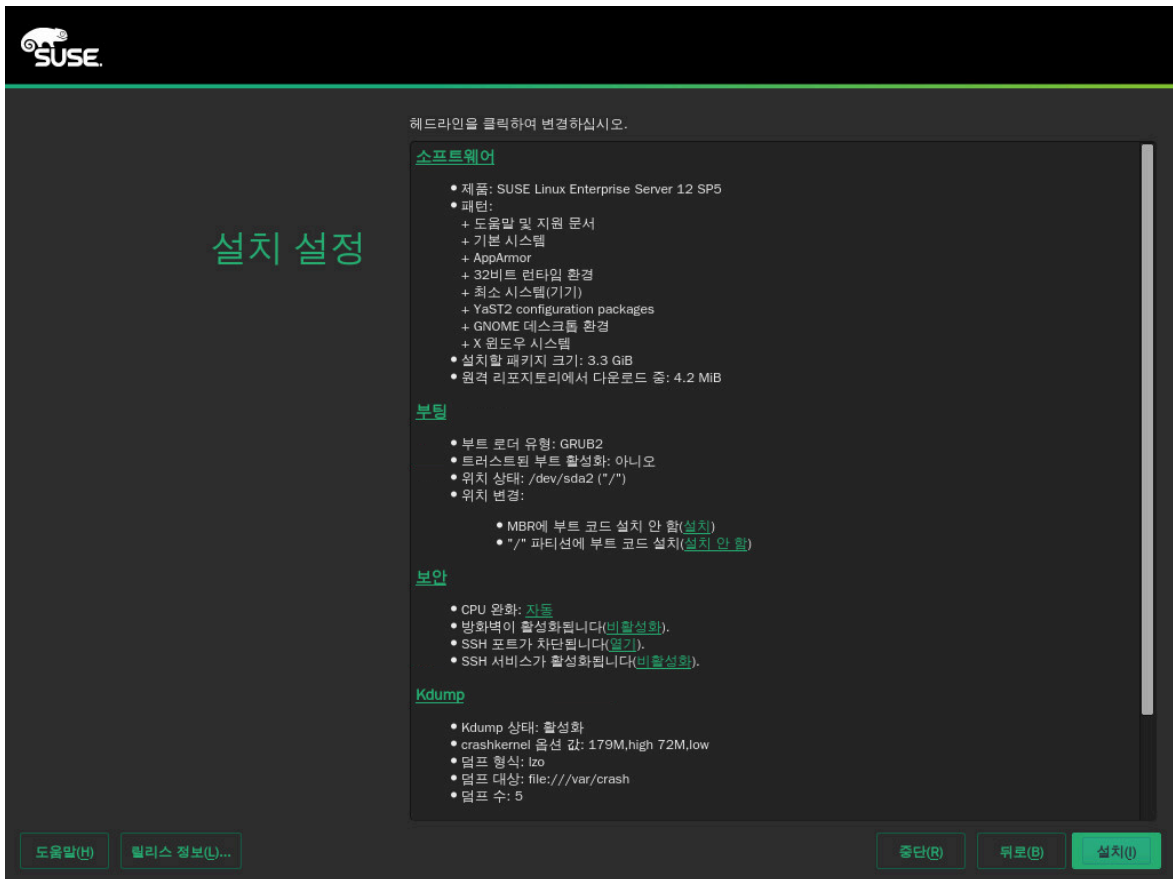 SUSE.
헤드라인을 클릭하여 변경하십시오.
설치 설정
소프트웨어
• 제품: SUSE Linux Enterprise Server 12 SP5
• 패턴:
+ 도움말 및 지원 문서
+ 기본 시스템
+ AppArmor
+ 32비트 런타임 환경
+ 최소 시스템(기기)
+ YaST2 configuration packages
+ GNOME 데스크톱 환경
+ X 윈도우 시스템
• 설치할 패키지 크기: 3.3 GiB
• 원격 리포지토리에서 다운로드 중: 4.2 MiB
부팅
• 부트 로더 유형: GRUB2
• 트러스트된 부트 활성화: 아니오
• 위치 상태: /dev/sda2 ("/")
• 위치 변경:
• MBR에 부트 코드 설치 안 함(설치)
• "/" 파티션에 부트 코드 설치(설치 안 함)
보안
• CPU 완화: 자동
• 방화벽이 활성화됩니다(비활성화).
• SSH 포트가 차단됩니다(열기).
• SSH 서비스가 활성화됩니다(비활성화).
Kdump
• Kdump 상태: 활성화
• crashkernel 옵션 값: 179M,high 72M,low
• 덤프 형식: lzo
• 덤프 대상: file:///var/crash
• 덤프 수: 5
도움말(H) 릴리스 정보(L)... 중단(R) 뒤로(B) 설치(I)